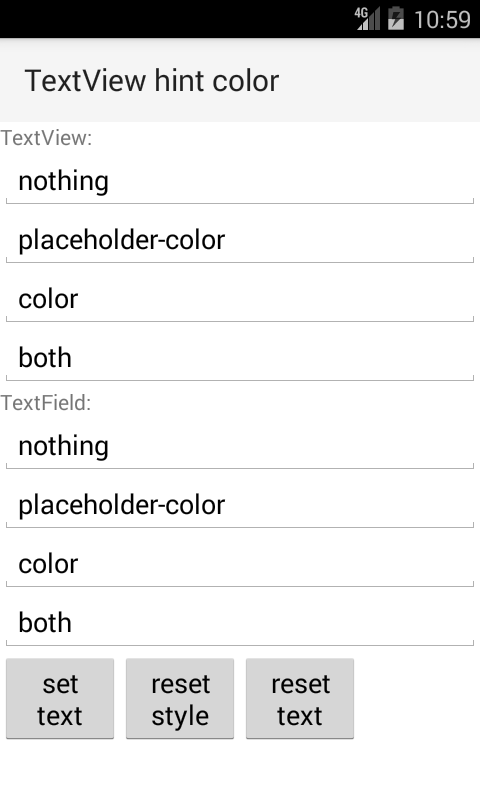 4G 10:59
TextView hint color
TextView:
nothing
placeholder-color
color
both
TextField:
nothing
placeholder-color
color
both
set reset reset
text style text